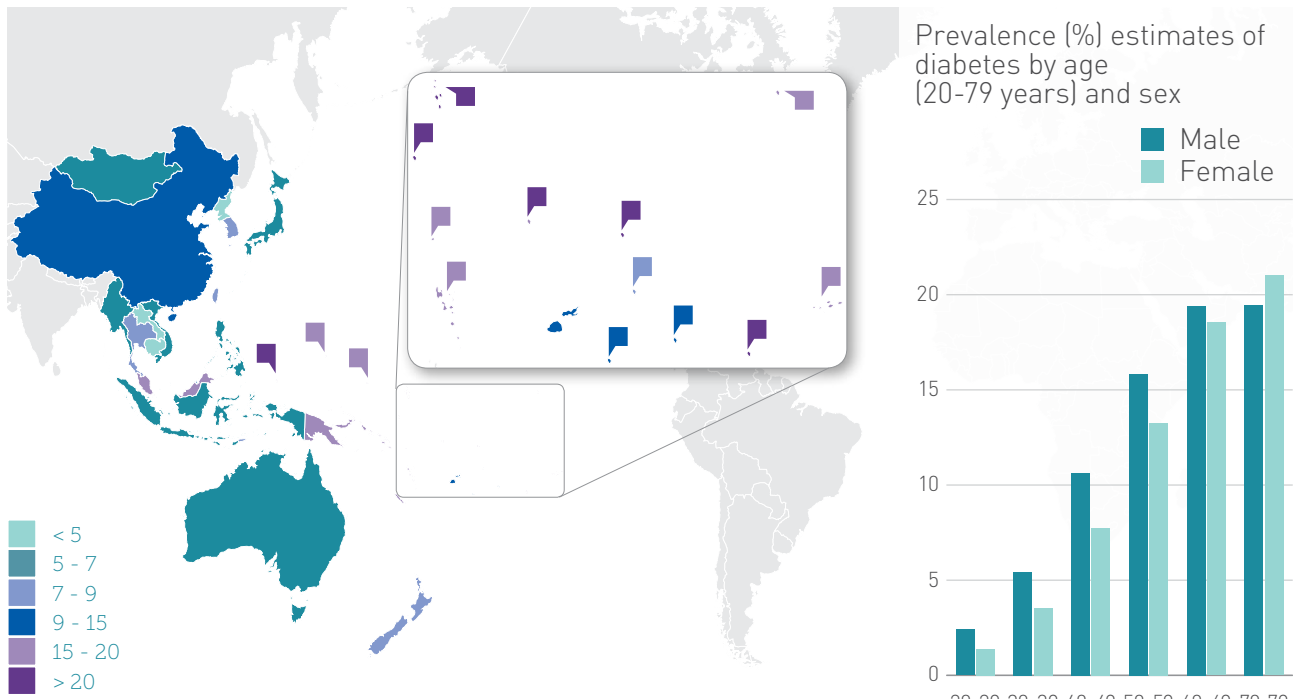 Prevalence (%) estimates of
diabetes by age
(20-79 years) and sex
Male
Female
25
20
15
10
5
0
< 5
5 - 7
7 - 9
9 - 15
15 - 20
> 20